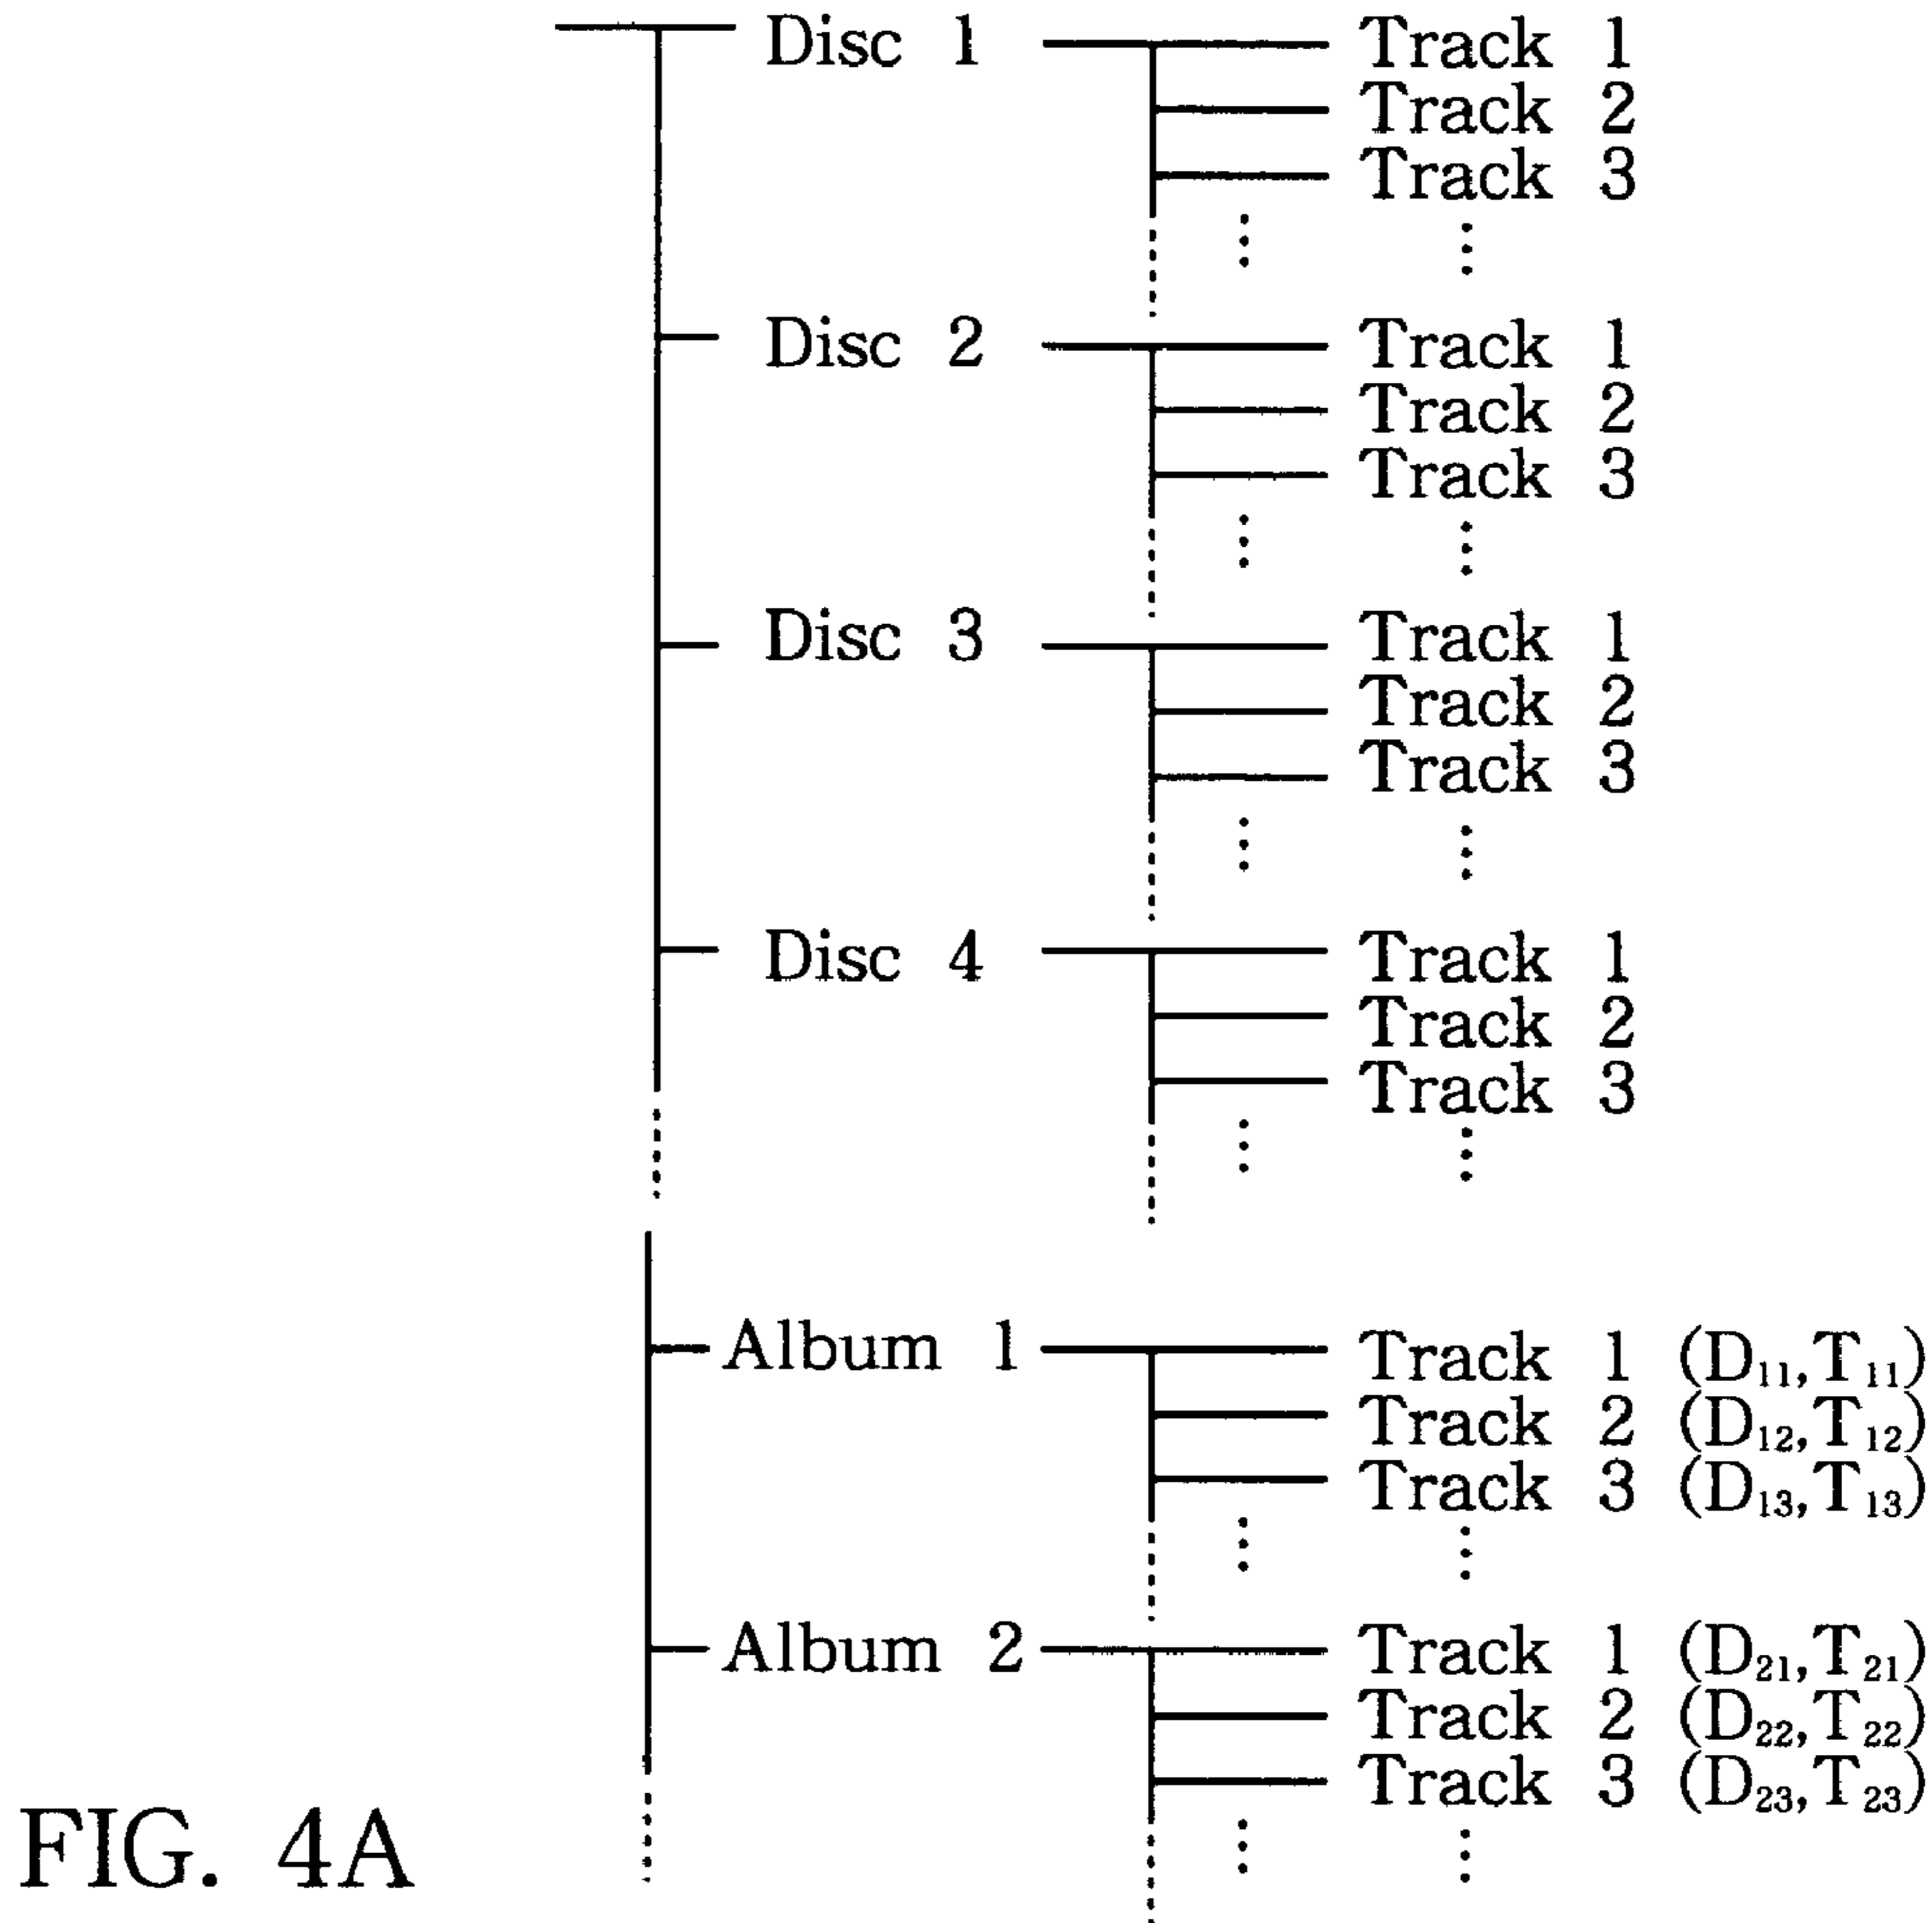 Disc 1 Track 1
Track 2
Track 3
Disc 2 Track 1
Track 2
Track 3
Disc 3 Track 1
Track 2
Track 3
Disc 4 Track 1
Track 2
Track 3
Album 1 Track 1 (D₁₁, T₁₁)
Track 2 (D₁₂, T₁₂)
Track 3 (D₁₃, T₁₃)
Album 2 Track 1 (D₂₁, T₂₁)
Track 2 (D₂₂, T₂₂)
Track 3 (D₂₃, T₂₃)
FIG. 4A